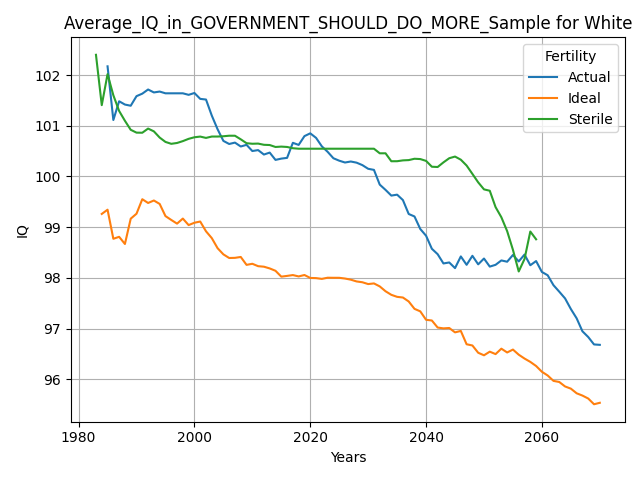 Average_IQ_in_GOVERNMENT_SHOULD_DO_MORE_Sample for White
Fertility
Actual
Ideal
Sterile
IQ
102
101
100
99
98
97
96
1980
2000
2020
2040
2060
Years